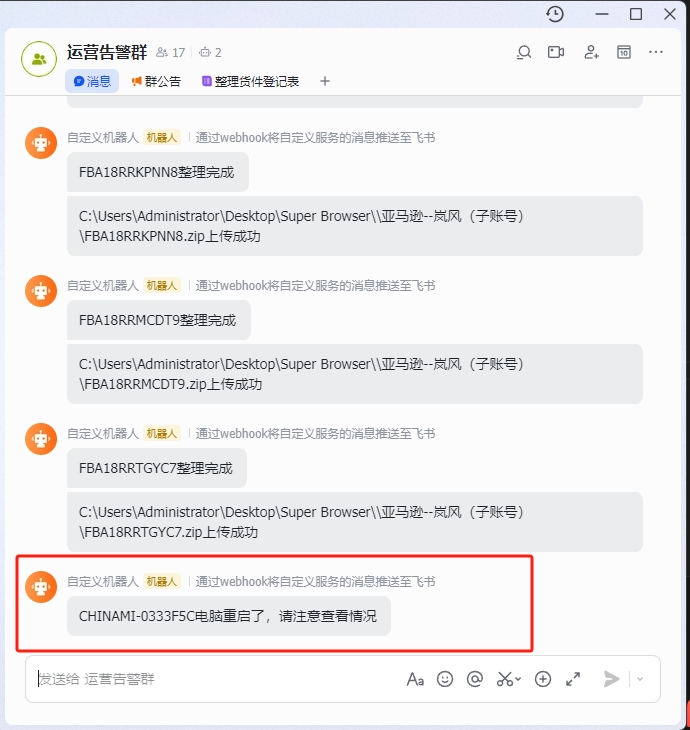 运营告警群 17 2
消息 群公告 整理货件登记表 +
自定义机器人 机器人 通过webhook将自定义服务的消息推送至飞书
FBA18RRKPNN8整理完成
C:\Users\Administrator\Desktop\Super Browser\\亚马逊--岚风（子账号）
\FBA18RRKPNN8.zip上传成功
自定义机器人 机器人 通过webhook将自定义服务的消息推送至飞书
FBA18RRMCDT9整理完成
C:\Users\Administrator\Desktop\Super Browser\\亚马逊--岚风（子账号）
\FBA18RRMCDT9.zip上传成功
自定义机器人 机器人 通过webhook将自定义服务的消息推送至飞书
FBA18RRTGYC7整理完成
C:\Users\Administrator\Desktop\Super Browser\\亚马逊--岚风（子账号）
\FBA18RRTGYC7.zip上传成功
自定义机器人 机器人 通过webhook将自定义服务的消息推送至飞书
CHINAMI-0333F5C电脑重启了，请注意查看情况
发送给 运营告警群 Aa